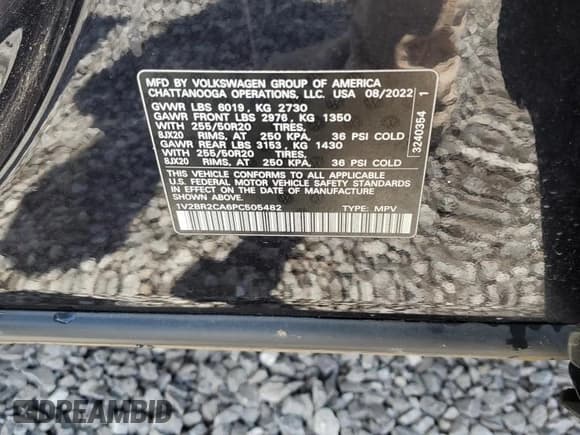 MFD BY VOLKSWAGEN GROUP OF AMERICA
CHATTANOOGA OPERATIONS, LLC. USA 08/2022
GVWR LBS 6019, KG 2730
GAWR FRONT LBS 2976, KG 1350
WITH 255/50R20 TIRES,
8JX20 RIMS, AT 250 KPA, 36 PSI COLD
GAWR REAR LBS 3153, KG 1430
WITH 255/50R20 TIRES,
8JX20 RIMS, AT 250 KPA, 36 PSI COLD
THIS VEHICLE CONFORMS TO ALL APPLICABLE
U.S. FEDERAL MOTOR VEHICLE SAFETY STANDARDS
IN EFFECT ON THE DATE OF MANUFACTURE
SHOWN ABOVE.
1V2BR2CA6PC505482 TYPE: MPV
3240354 1
DREAMBID